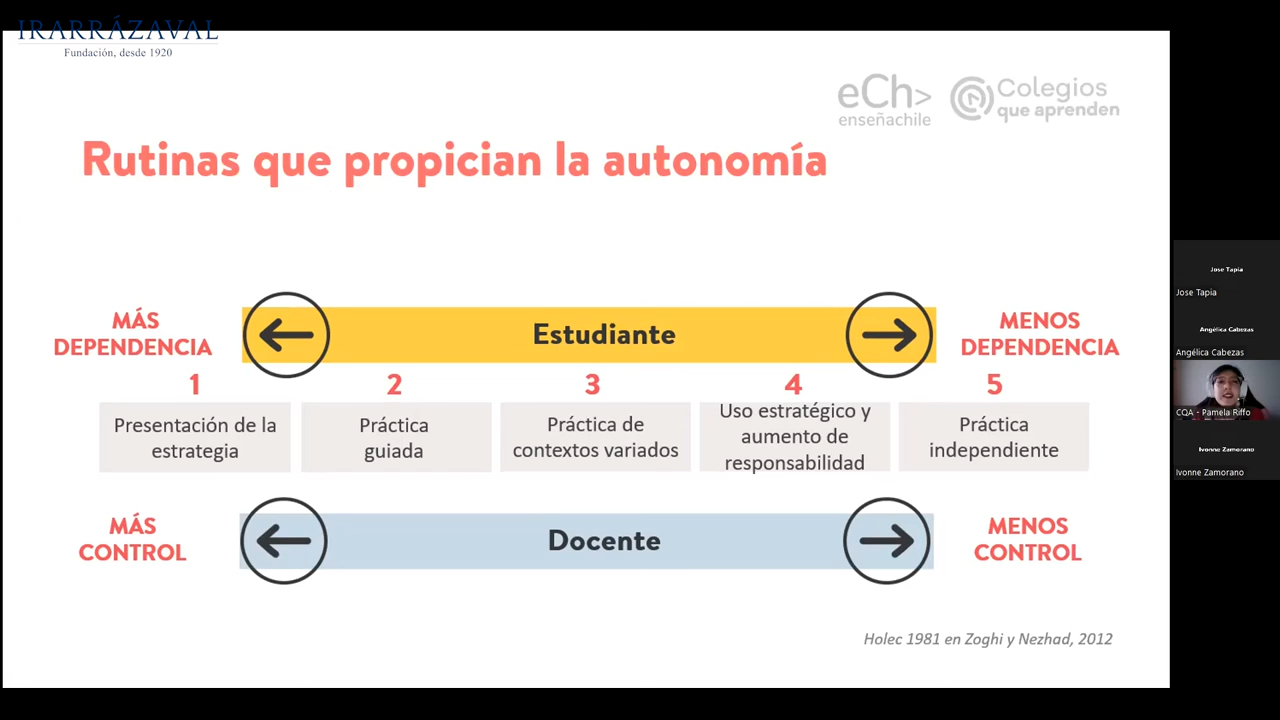 IRARRÁZAVAL
Fundación, desde 1920
eCh>
enseñachile
Colegios
que aprenden
Rutinas que propician la autonomía
MÁS
DEPENDENCIA
Estudiante
MENOS
DEPENDENCIA
1
2
3
4
5
Presentación de la
estrategia
Práctica
guiada
Práctica de
contextos variados
Uso estratégico y
aumento de
responsabilidad
Práctica
independiente
MÁS
CONTROL
Docente
MENOS
CONTROL
Holec 1981 en Zoghi y Nezhad, 2012
Jose Tapia
Jose Tapia
Angélica Cabezas
Angélica Cabezas
CQA - Pamela Riffo
Ivonne Zamorano
Ivonne Zamorano